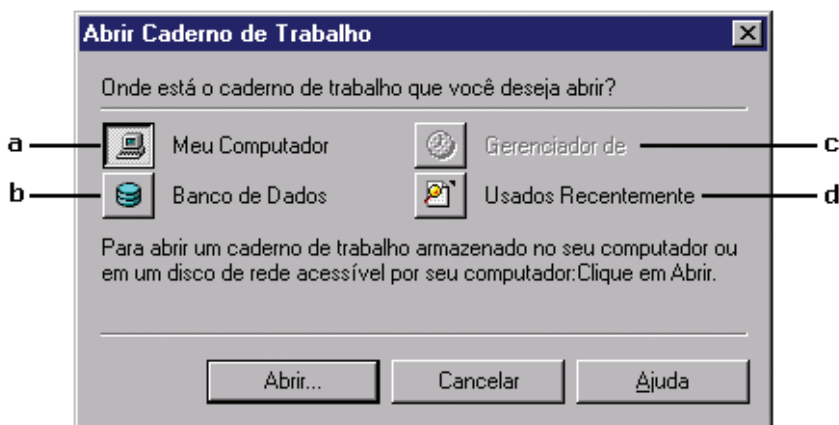 Abrir Caderno de Trabalho
Onde está o caderno de trabalho que você deseja abrir?
a Meu Computador Gerenciador de c
b Banco de Dados Usados Recentemente d
Para abrir um caderno de trabalho armazenado no seu computador ou
em um disco de rede acessível por seu computador:Clique em Abrir.
Abrir... Cancelar Ajuda